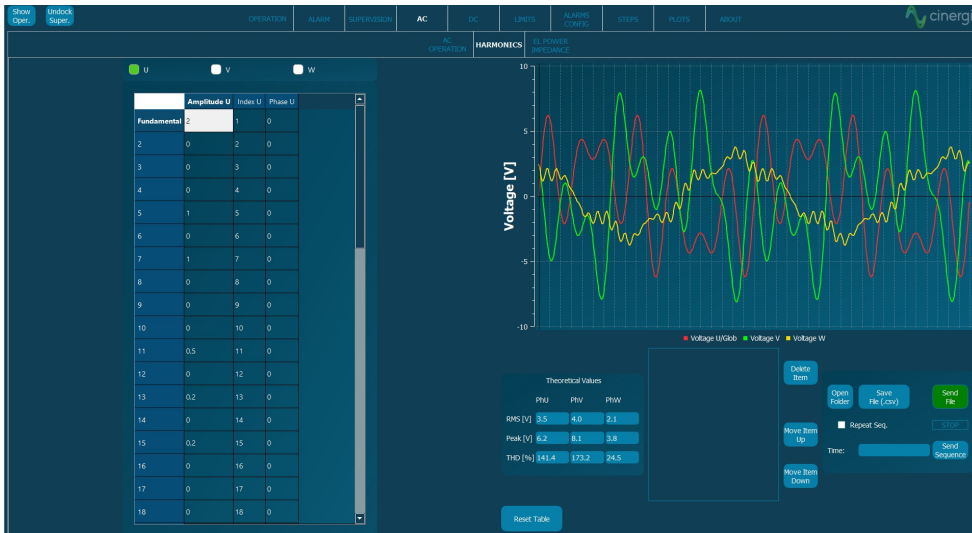 Show Oper.
Undock Super.
OPERATION
ALARM
SUPERVISION
AC
DC
LIMITS
ALARMS CONFIG
STEPS
PLOTS
ABOUT
cinergi
AC OPERATION
HARMONICS
EL POWER IMPEDANCE
U
V
W
Amplitude U Index U Phase U
Fundamental 2 1 0
2 0 2 0
3 0 3 0
4 0 4 0
5 1 5 0
6 0 6 0
7 1 7 0
8 0 8 0
9 0 9 0
10 0 10 0
11 0.5 11 0
12 0 12 0
13 0.2 13 0
14 0 14 0
15 0.2 15 0
16 0 16 0
17 0 17 0
18 0 18 0
Voltage [V]
10
5
0
-5
-10
Voltage U/Glob Voltage V Voltage W
Theoretical Values
PhU PhV PhW
RMS [V] 3.5 4.0 2.1
Peak [V] 6.2 8.1 3.8
THD [%] 141.4 173.2 24.5
Reset Table
Delete Item
Move Item Up
Move Item Down
Open Folder
Save File (.csv)
Send File
Repeat Seq.
STOP
Time:
Send Sequence